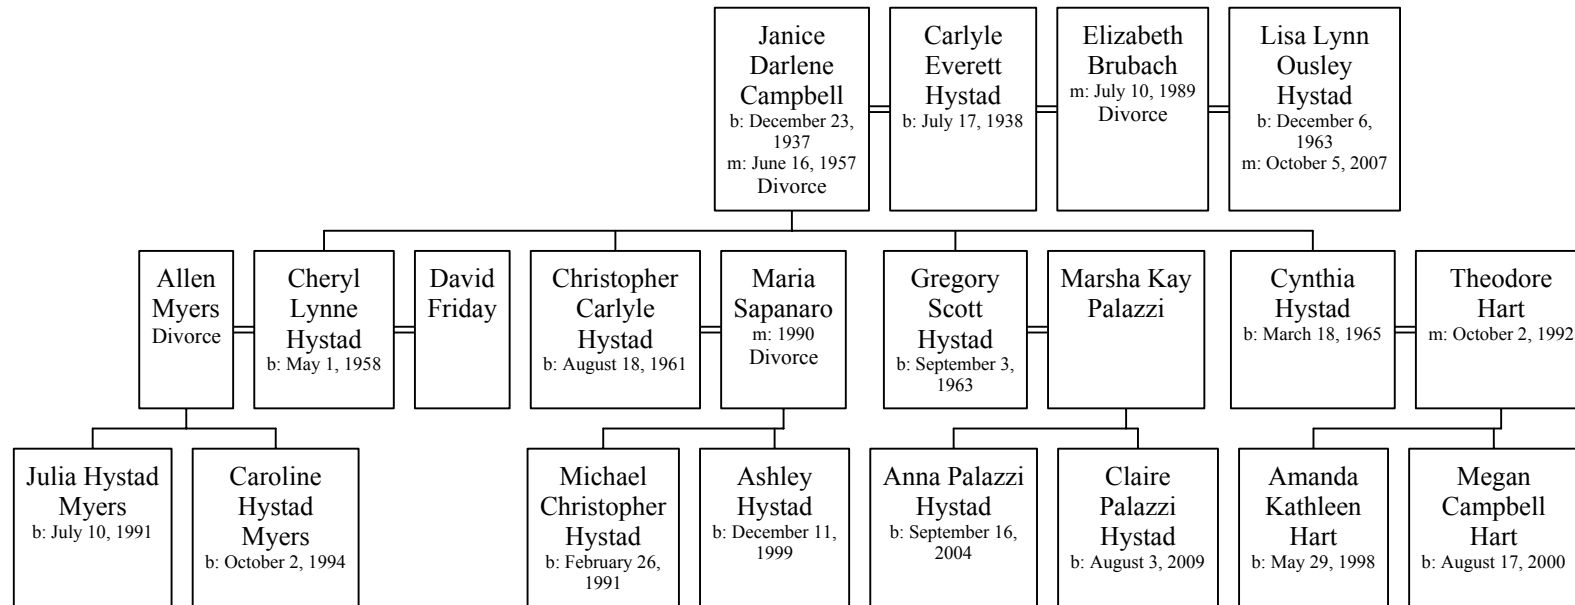 Janice
Darlene
Campbell
b: December 23,
1937
m: June 16, 1957
Divorce
Carlyle
Everett
Hystad
b: July 17, 1938
Elizabeth
Brubach
m: July 10, 1989
Divorce
Lisa Lynn
Ousley
Hystad
b: December 6,
1963
m: October 5, 2007
Allen
Myers
Divorce
Cheryl
Lynne
Hystad
b: May 1, 1958
David
Friday
Christopher
Carlyle
Hystad
b: August 18, 1961
Maria
Sapanaro
m: 1990
Divorce
Gregory
Scott
Hystad
b: September 3,
1963
Marsha Kay
Palazzi
Cynthia
Hystad
b: March 18, 1965
Theodore
Hart
m: October 2, 1992
Julia Hystad
Myers
b: July 10, 1991
Caroline
Hystad
Myers
b: October 2, 1994
Michael
Christopher
Hystad
b: February 26,
1991
Ashley
Hystad
b: December 11,
1999
Anna Palazzi
Hystad
b: September 16,
2004
Claire
Palazzi
Hystad
b: August 3, 2009
Amanda
Kathleen
Hart
b: May 29, 1998
Megan
Campbell
Hart
b: August 17, 2000